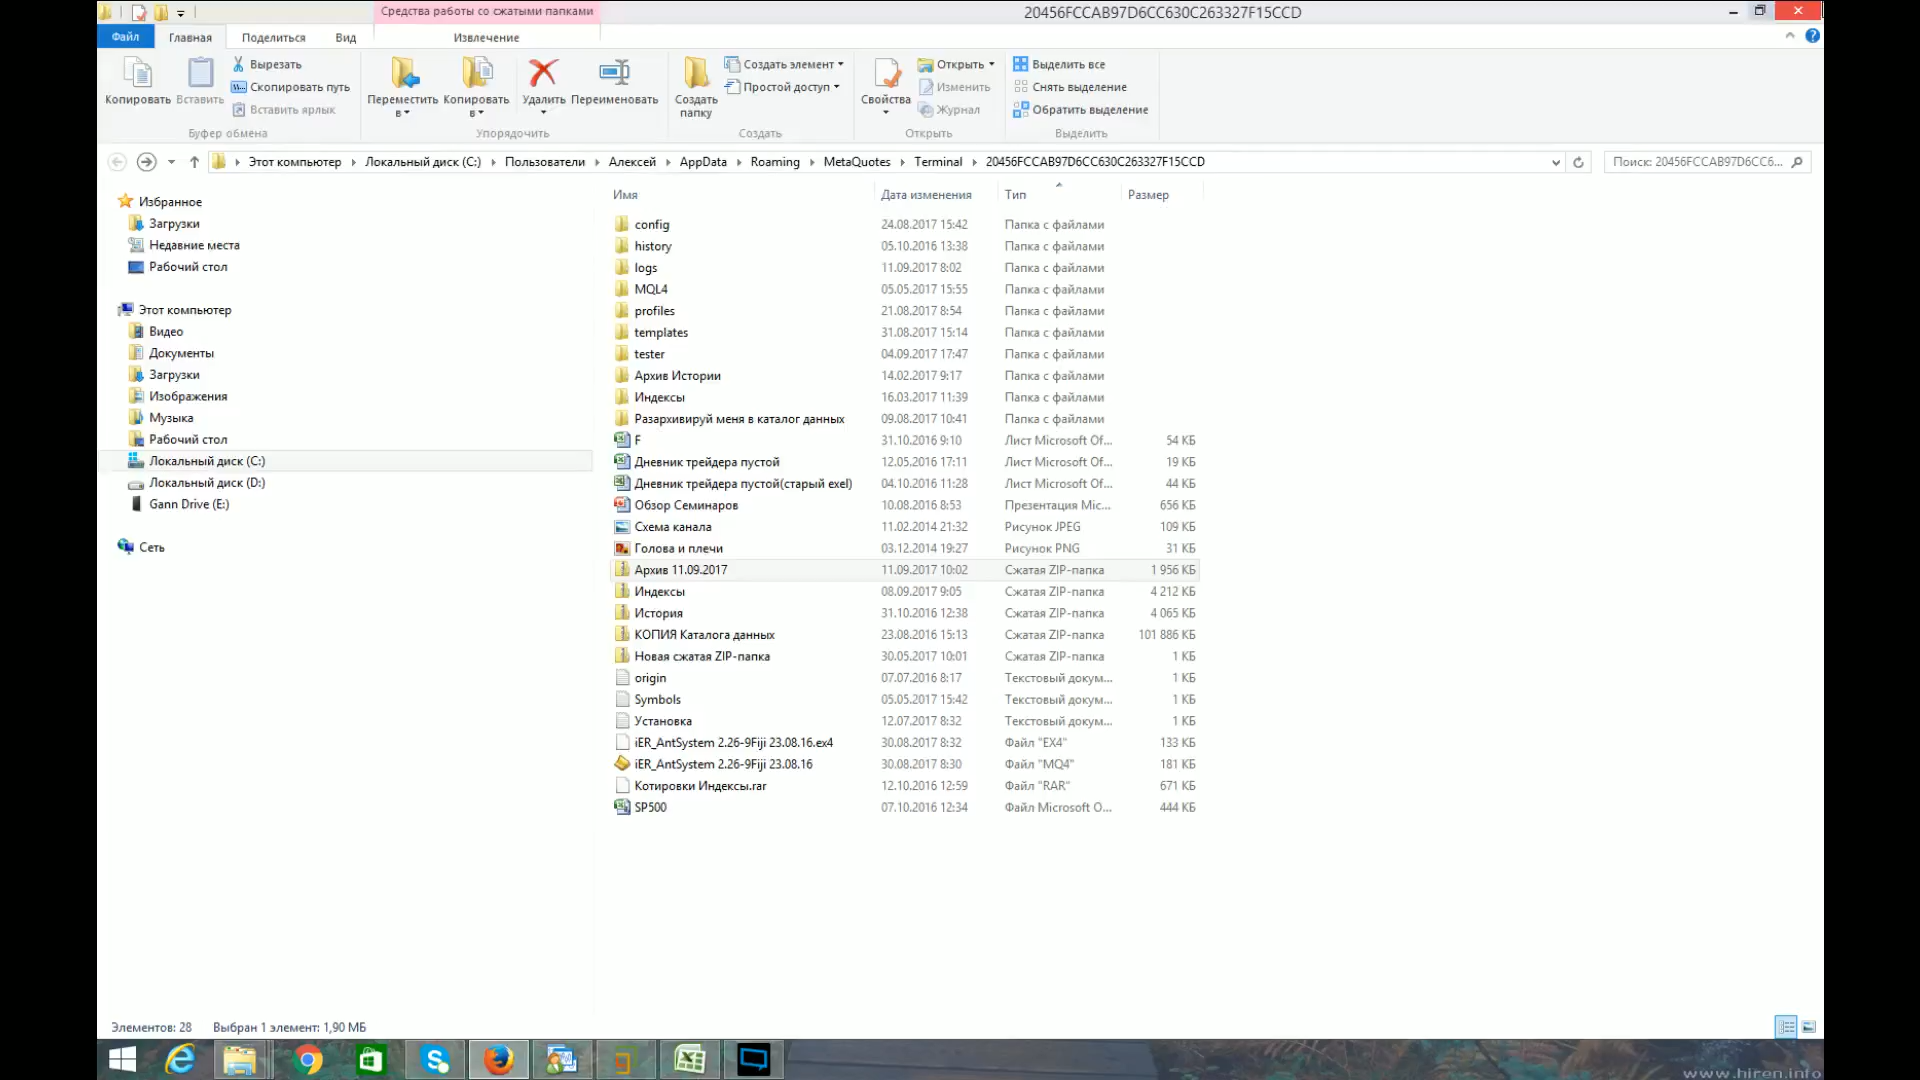 Средства работы со сжатыми папками
20456FCCAB97D6CC630C263327F15CCD
Файл
Главная
Поделиться
Вид
Извлечение
Копировать
Вставить
Вырезать
Скопировать путь
Вставить ярлык
Буфер обмена
Переместить в
Копировать в
Удалить
Переименовать
Упорядочить
Создать папку
Создать элемент
Простой доступ
Создать
Свойства
Открыть
Изменить
Журнал
Открыть
Выделить все
Снять выделение
Обратить выделение
Выделить
Этот компьютер
Локальный диск (C:)
Пользователи
Алексей
AppData
Roaming
MetaQuotes
Terminal
20456FCCAB97D6CC630C263327F15CCD
Поиск: 20456FCCAB97D6CC6...
Избранное
Загрузки
Недавние места
Рабочий стол
Этот компьютер
Видео
Документы
Загрузки
Изображения
Музыка
Рабочий стол
Локальный диск (C:)
Локальный диск (D:)
Gann Drive (E:)
Сеть
Имя Дата изменения Тип Размер
config 24.08.2017 15:42 Папка с файлами
history 05.10.2016 13:38 Папка с файлами
logs 11.09.2017 8:02 Папка с файлами
MQL4 05.05.2017 15:55 Папка с файлами
profiles 21.08.2017 8:54 Папка с файлами
templates 31.08.2017 15:14 Папка с файлами
tester 04.09.2017 17:47 Папка с файлами
Архив Истории 14.02.2017 9:17 Папка с файлами
Индексы 16.03.2017 11:39 Папка с файлами
Разархивируй меня в каталог данных 09.08.2017 10:41 Папка с файлами
F 31.10.2016 9:10 Лист Microsoft Of... 54 КБ
Дневник трейдера пустой 12.05.2016 17:11 Лист Microsoft Of... 19 КБ
Дневник трейдера пустой(старый exel) 04.10.2016 11:28 Лист Microsoft Of... 44 КБ
Обзор Семинаров 10.08.2016 8:53 Презентация Mic... 656 КБ
Схема канала 11.02.2014 21:32 Рисунок JPEG 109 КБ
Голова и плечи 03.12.2014 19:27 Рисунок PNG 31 КБ
Архив 11.09.2017 11.09.2017 10:02 Сжатая ZIP-папка 1 956 КБ
Индексы 08.09.2017 9:05 Сжатая ZIP-папка 4 212 КБ
История 31.10.2016 12:38 Сжатая ZIP-папка 4 065 КБ
КОПИЯ Каталога данных 23.08.2016 15:13 Сжатая ZIP-папка 101 886 КБ
Новая сжатая ZIP-папка 30.05.2017 10:01 Сжатая ZIP-папка 1 КБ
origin 07.07.2016 8:17 Текстовый докум... 1 КБ
Symbols 05.05.2017 15:42 Текстовый докум... 1 КБ
Установка 12.07.2017 8:32 Текстовый докум... 1 КБ
iER_AntSystem 2.26-9Fiji 23.08.16.ex4 30.08.2017 8:32 Файл "EX4" 133 КБ
iER_AntSystem 2.26-9Fiji 23.08.16 30.08.2017 8:30 Файл "MQ4" 181 КБ
Котировки Индексы.rar 12.10.2016 12:59 Файл "RAR" 671 КБ
SP500 07.10.2016 12:34 Файл Microsoft O... 444 КБ
Элементов: 28 Выбран 1 элемент: 1,90 МБ
www.hiren.info